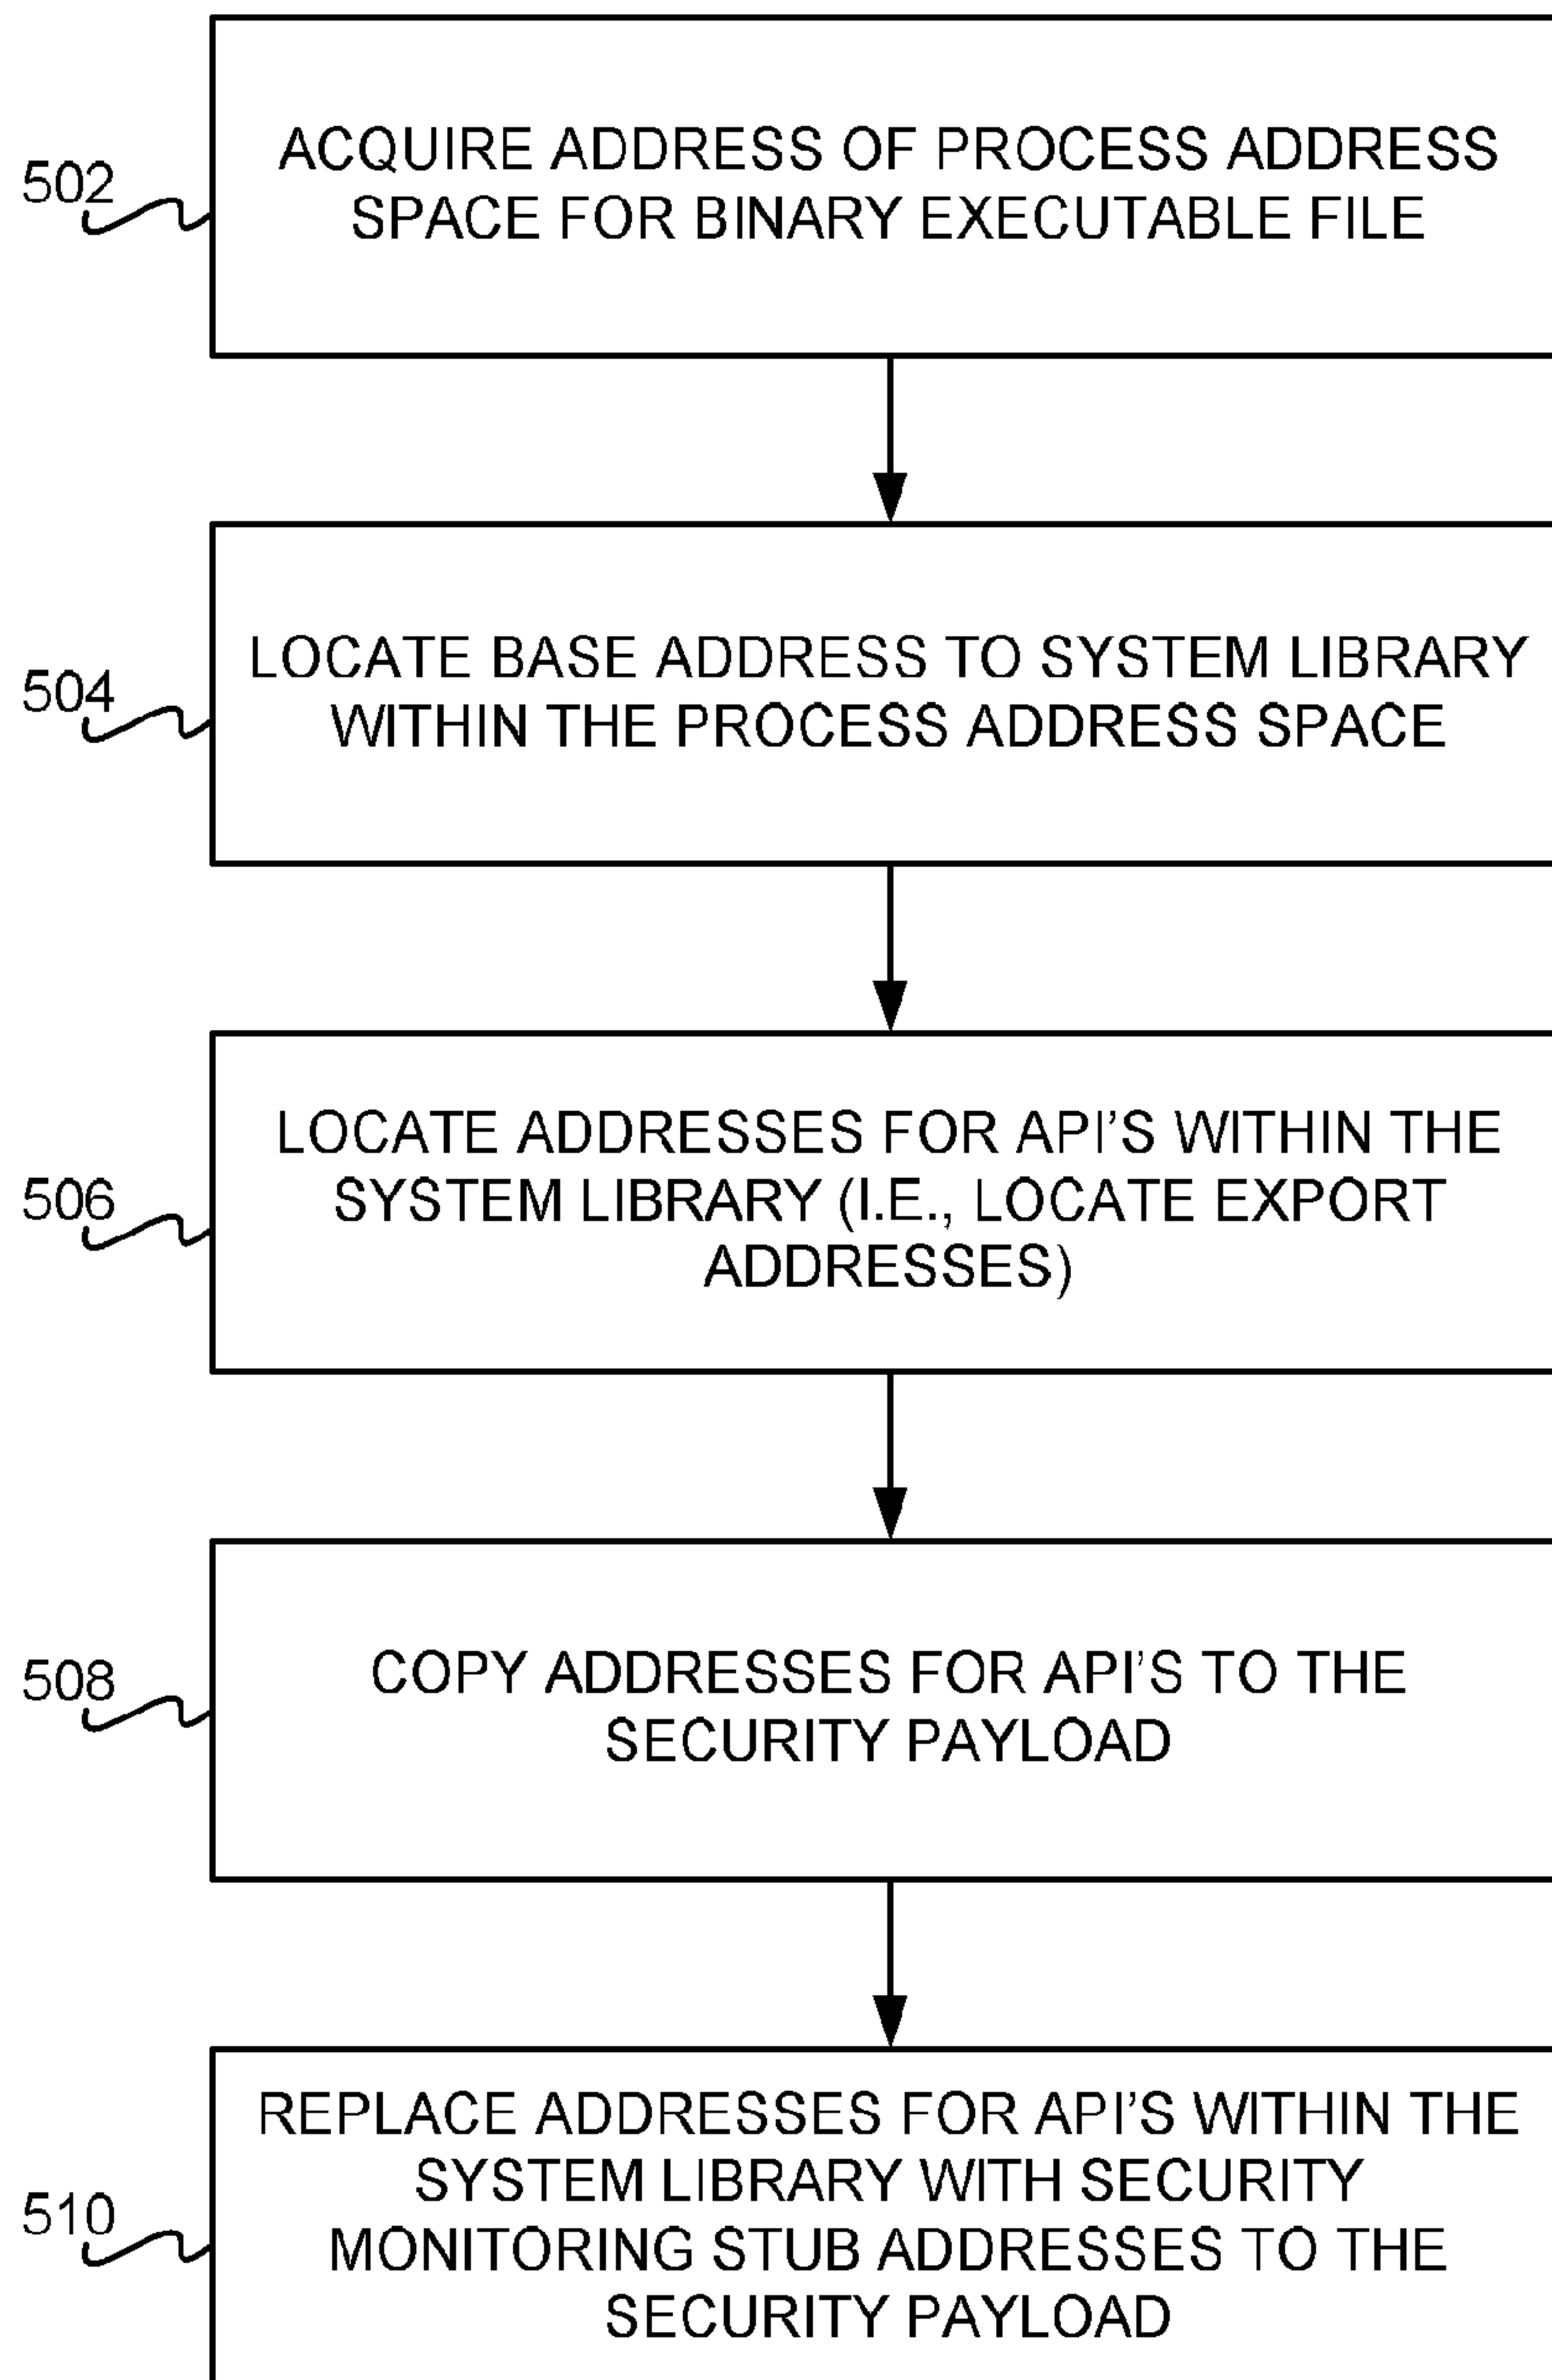 ACQUIRE ADDRESS OF PROCESS ADDRESS
SPACE FOR BINARY EXECUTABLE FILE
502
LOCATE BASE ADDRESS TO SYSTEM LIBRARY
WITHIN THE PROCESS ADDRESS SPACE
504
LOCATE ADDRESSES FOR API'S WITHIN THE
SYSTEM LIBRARY (I.E., LOCATE EXPORT
ADDRESSES)
506
COPY ADDRESSES FOR API'S TO THE
SECURITY PAYLOAD
508
REPLACE ADDRESSES FOR API'S WITHIN THE
SYSTEM LIBRARY WITH SECURITY
MONITORING STUB ADDRESSES TO THE
SECURITY PAYLOAD
510